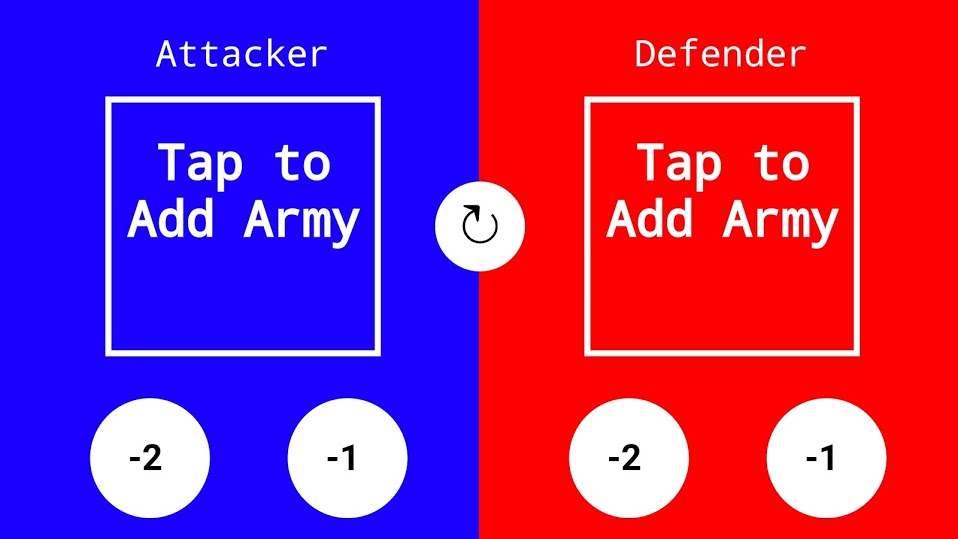 Attacker
Tap to
Add Army
-2
-1
Defender
Tap to
Add Army
-2
-1